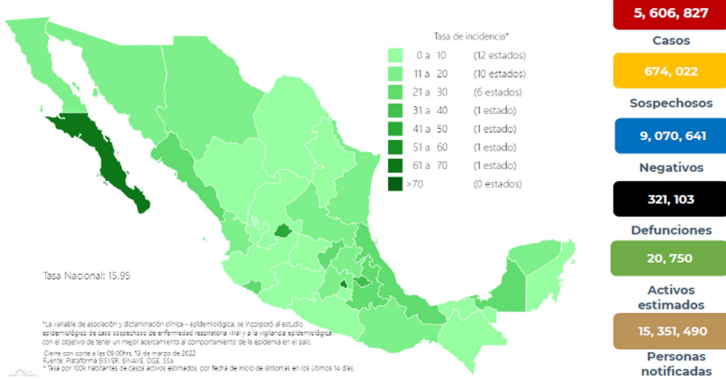 Tasa de incidencia*
0 a 10 (12 estados)
11 a 20 (10 estados)
21 a 30 (6 estados)
31 a 40 (1 estado)
41 a 50 (1 estado)
51 a 60 (1 estado)
61 a 70 (1 estado)
>70 (0 estados)
Tasa Nacional: 15.95
*La variable de asociación y dictaminación clínica - epidemiológica, se incorporó al estudio
epidemiológico de caso sospechoso de enfermedad respiratoria viral y a la vigilancia epidemiológica,
con el objetivo de tener un mejor acercamiento al comportamiento de la epidemia en el país.
Cierre con corte a las 09:00hrs, 13 de marzo de 2022
Fuente: Plataforma SISVER, SINAVE, DGE, SSa.
* Tasa por 100k habitantes de casos activos estimados, por fecha de inicio de síntomas en los últimos 14 días.
5, 606, 827
Casos
674, 022
Sospechosos
9, 070, 641
Negativos
321, 103
Defunciones
20, 750
Activos
estimados
15, 351, 490
Personas
notificadas